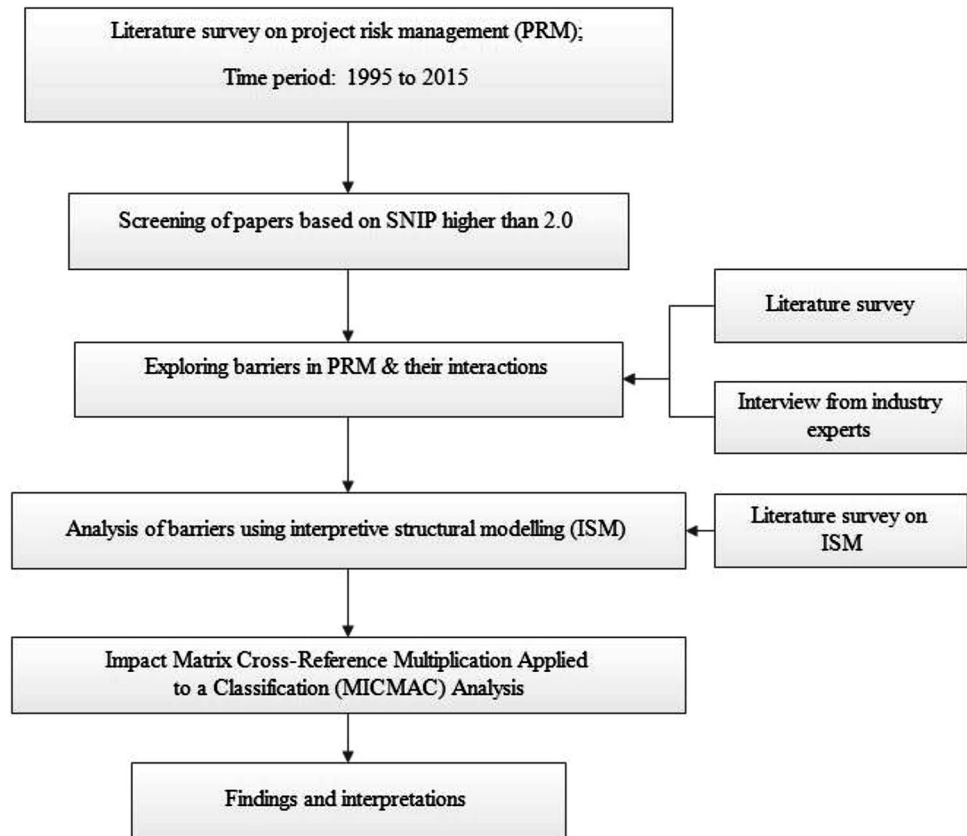 Literature survey on project risk management (PRM);
Time period: 1995 to 2015
Screening of papers based on SNIP higher than 2.0
Literature survey
Exploring barriers in PRM & their interactions
Interview from industry
experts
Analysis of barriers using interpretive structural modelling (ISM)
Literature survey on
ISM
Impact Matrix Cross-Reference Multiplication Applied
to a Classification (MICMAC) Analysis
Findings and interpretations